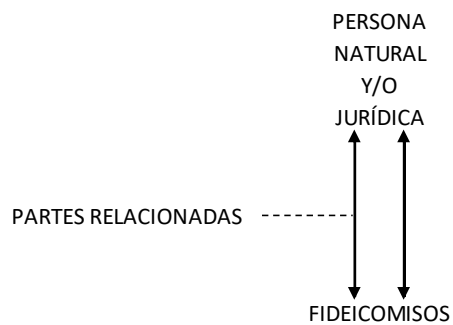 PERSONA
NATURAL
Y/O
JURÍDICA
PARTES RELACIONADAS
FIDEICOMISOS